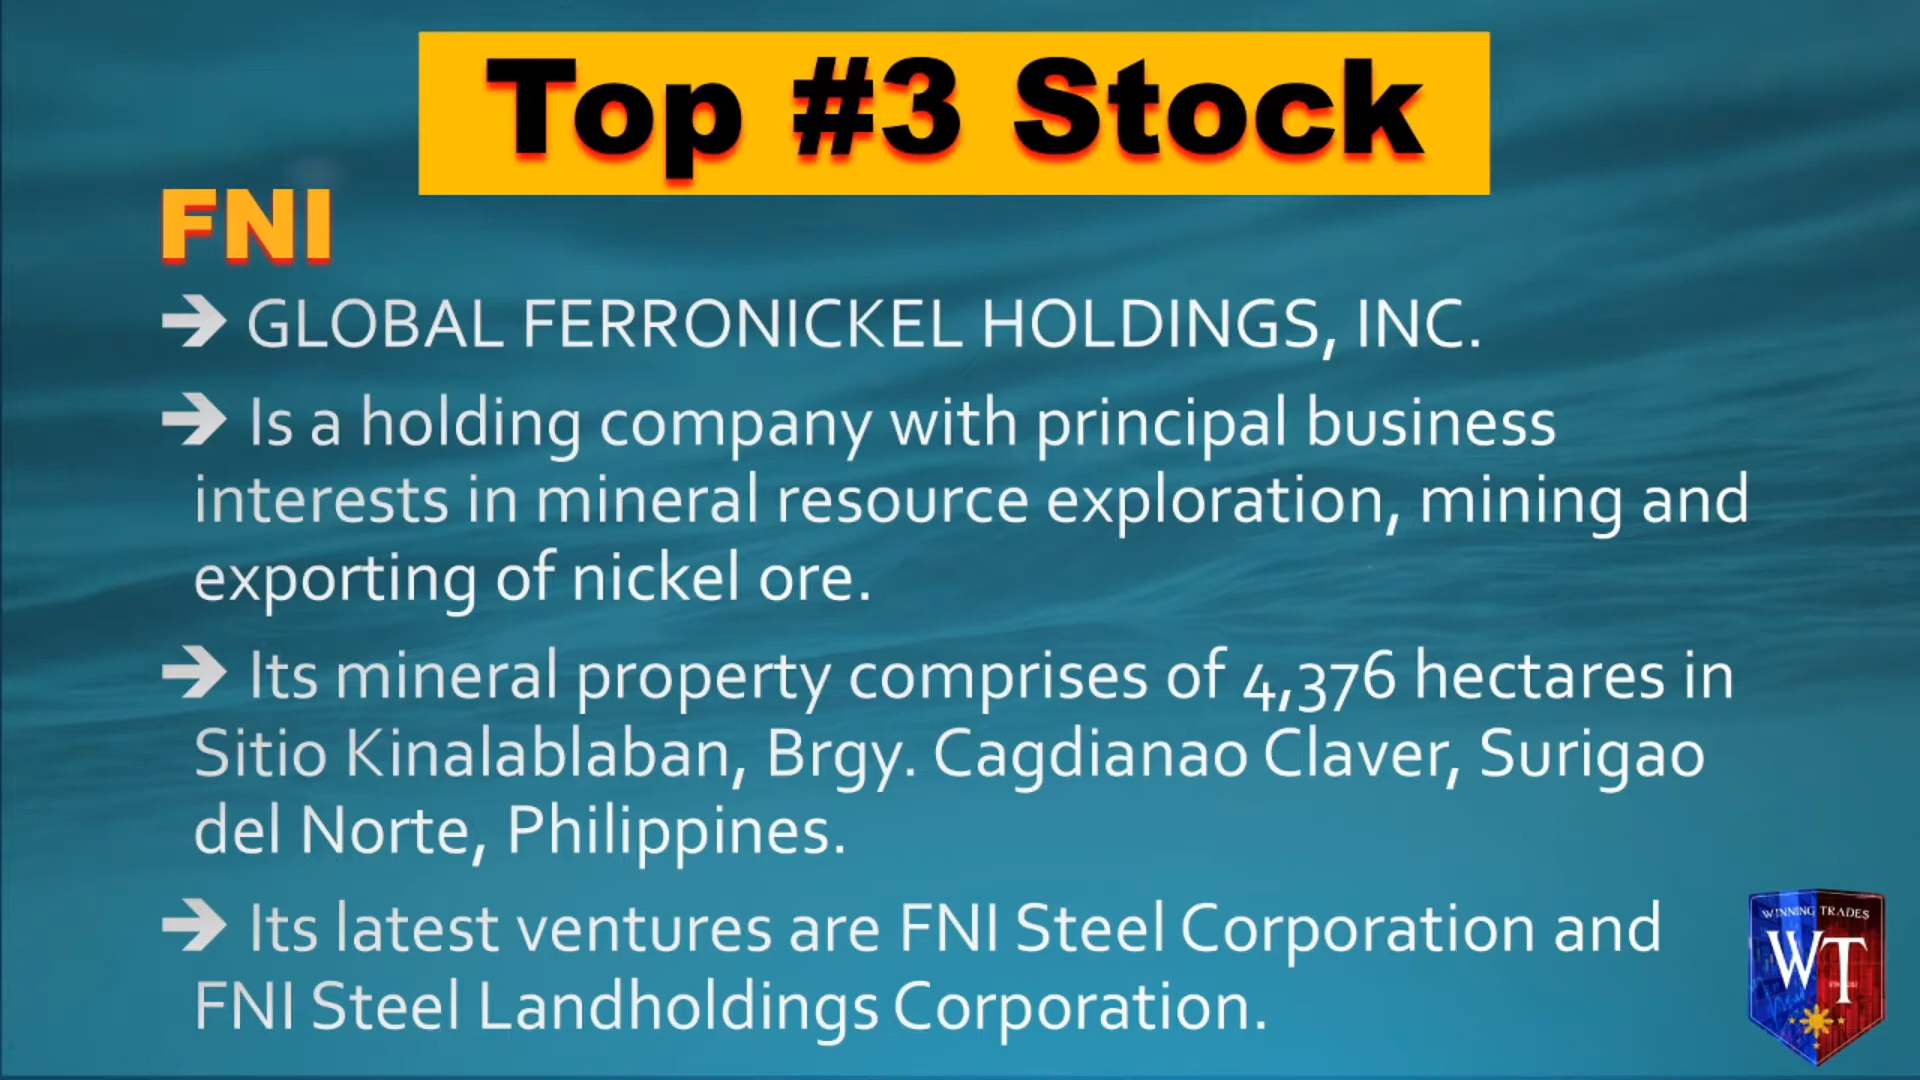 Top #3 Stock
FNI
➔ GLOBAL FERRONICKEL HOLDINGS, INC.
➔ Is a holding company with principal business
interests in mineral resource exploration, mining and
exporting of nickel ore.
➔ Its mineral property comprises of 4,376 hectares in
Sitio Kinalablaban, Brgy. Cagdianao Claver, Surigao
del Norte, Philippines.
➔ Its latest ventures are FNI Steel Corporation and
FNI Steel Landholdings Corporation.
WINNING TRADES
WT